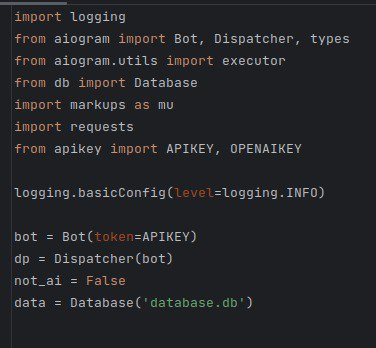 import logging
from aiogram import Bot, Dispatcher, types
from aiogram.utils import executor
from db import Database
import markups as mu
import requests
from apikey import APIKEY, OPENAIKEY
logging.basicConfig(level=logging.INFO)
bot = Bot(token=APIKEY)
dp = Dispatcher(bot)
not_ai = False
data = Database('database.db')